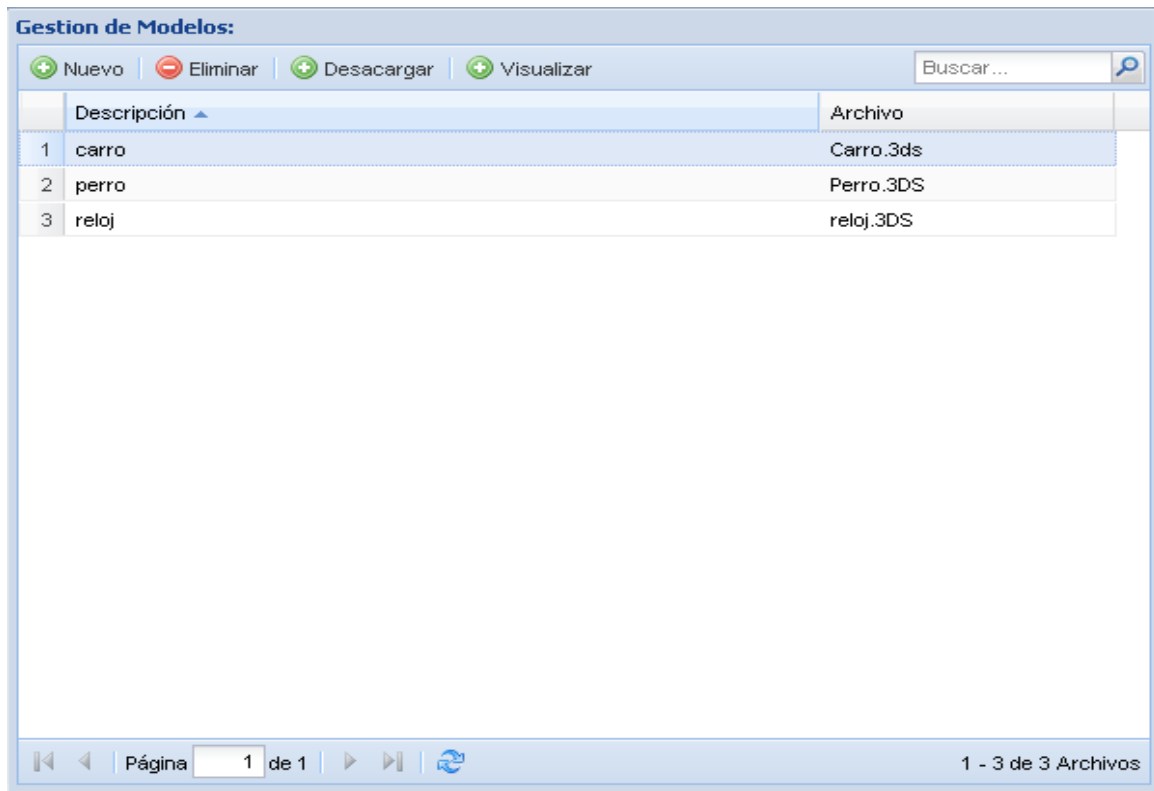 Gestion de Modelos:
Nuevo Eliminar Desacargar Visualizar Buscar...
Descripción Archivo
1 carro Carro.3ds
2 perro Perro.3DS
3 reloj reloj.3DS
Página 1 de 1 1 - 3 de 3 Archivos